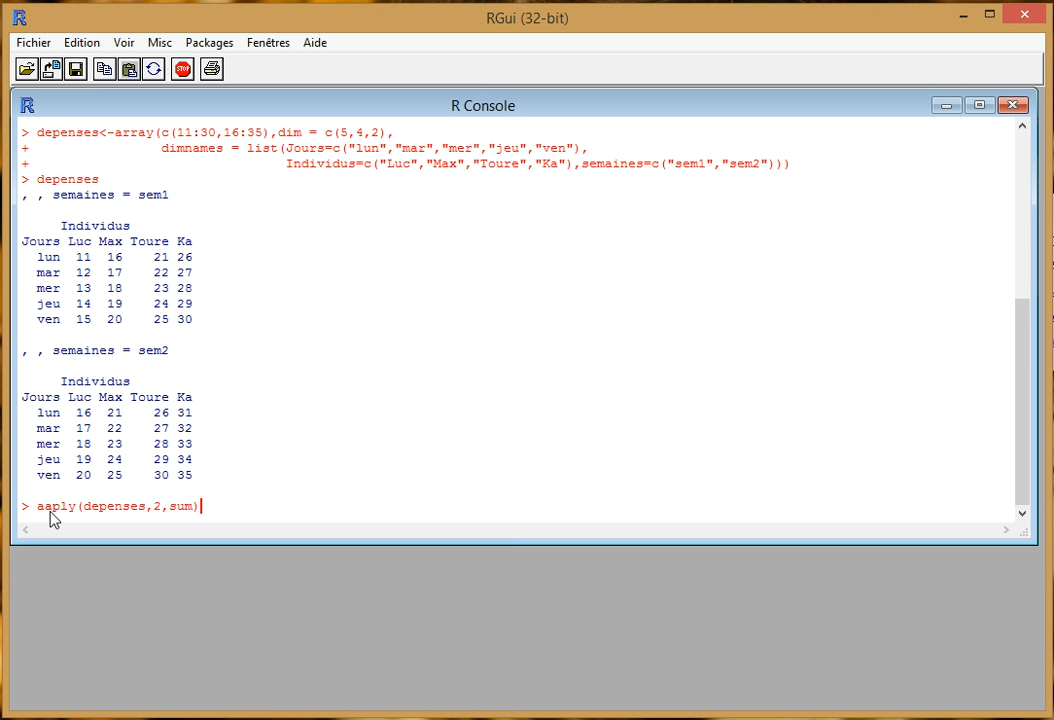 RGui (32-bit)
Fichier Edition Voir Misc Packages Fenêtres Aide
STOP
R Console
> depenses<-array(c(11:30,16:35),dim = c(5,4,2),
+ dimnames = list(Jours=c("lun","mar","mer","jeu","ven"),
+ Individus=c("Luc","Max","Toure","Ka"),semaines=c("sem1","sem2")))
> depenses
, , semaines = sem1
Individus
Jours Luc Max Toure Ka
lun 11 16 21 26
mar 12 17 22 27
mer 13 18 23 28
jeu 14 19 24 29
ven 15 20 25 30
, , semaines = sem2
Individus
Jours Luc Max Toure Ka
lun 16 21 26 31
mar 17 22 27 32
mer 18 23 28 33
jeu 19 24 29 34
ven 20 25 30 35
> aaply(depenses,2,sum)